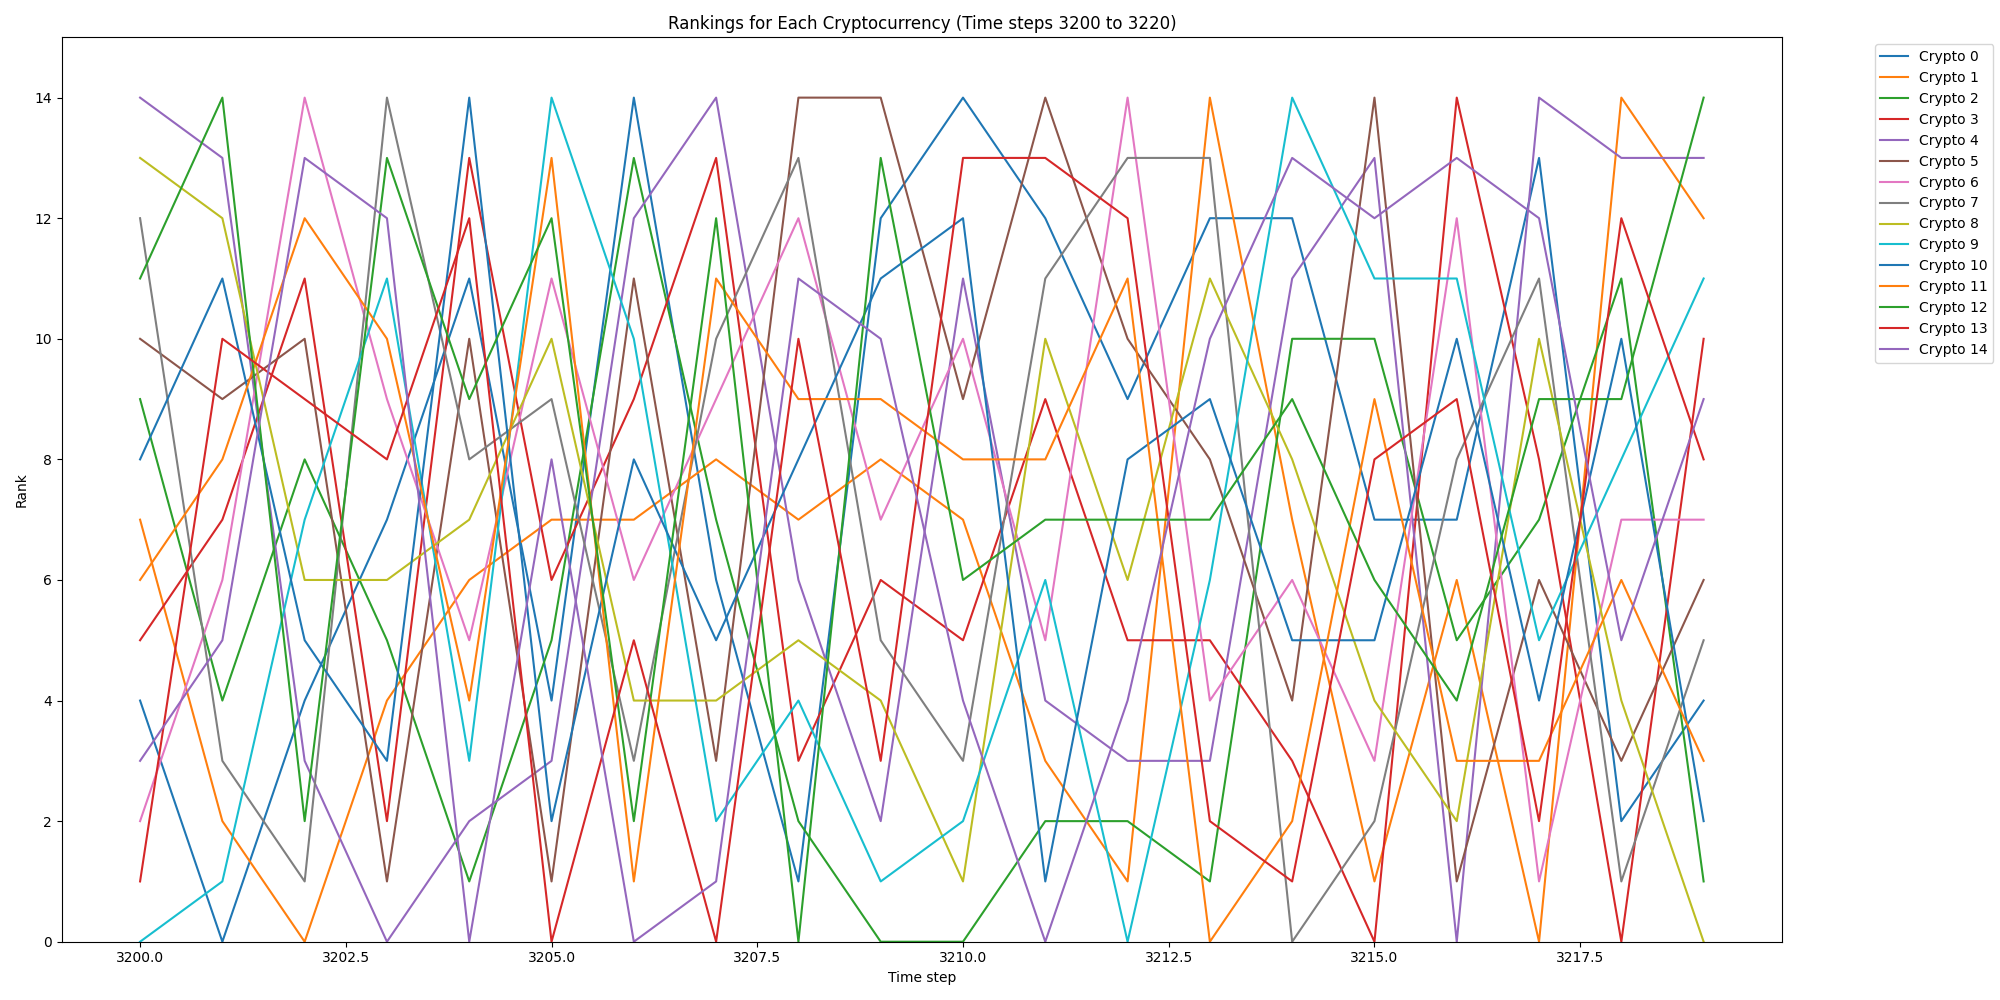 Rankings for Each Cryptocurrency (Time steps 3200 to 3220)
Rank
14
12
10
8
6
4
2
0
3200.0 3202.5 3205.0 3207.5 3210.0 3212.5 3215.0 3217.5
Time step
Crypto 0
Crypto 1
Crypto 2
Crypto 3
Crypto 4
Crypto 5
Crypto 6
Crypto 7
Crypto 8
Crypto 9
Crypto 10
Crypto 11
Crypto 12
Crypto 13
Crypto 14